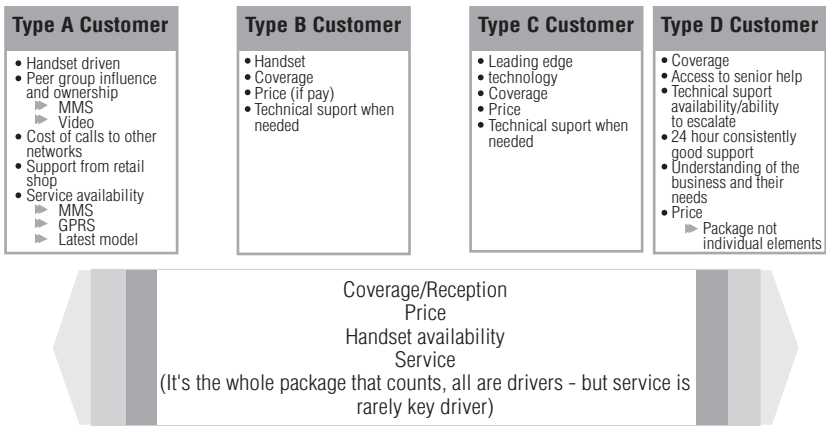 Type A Customer
• Handset driven
• Peer group influence
and ownership
MMS
Video
• Cost of calls to other
networks
• Support from retail
shop
• Service availability
MMS
GPRS
Latest model
Type B Customer
• Handset
• Coverage
• Price (if pay)
• Technical suport when
needed
Type C Customer
• Leading edge
• technology
• Coverage
• Price
• Technical suport when
needed
Type D Customer
• Coverage
• Access to senior help
• Technical suport
availability/ability
to escalate
• 24 hour consistently
good support
• Understanding of the
business and their
needs
• Price
Package not
individual elements
Coverage/Reception
Price
Handset availability
Service
(It's the whole package that counts, all are drivers - but service is
rarely key driver)